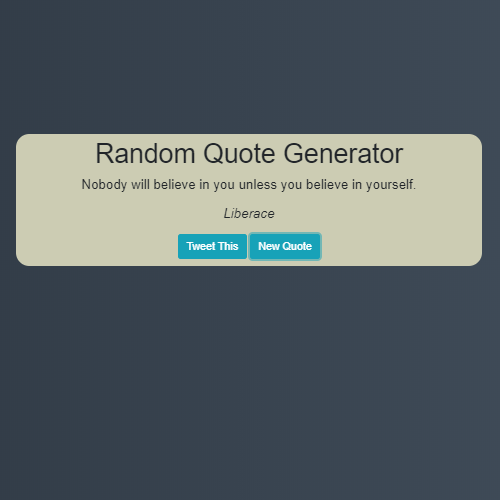 Random Quote Generator
Nobody will believe in you unless you believe in yourself.
Liberace
Tweet This New Quote